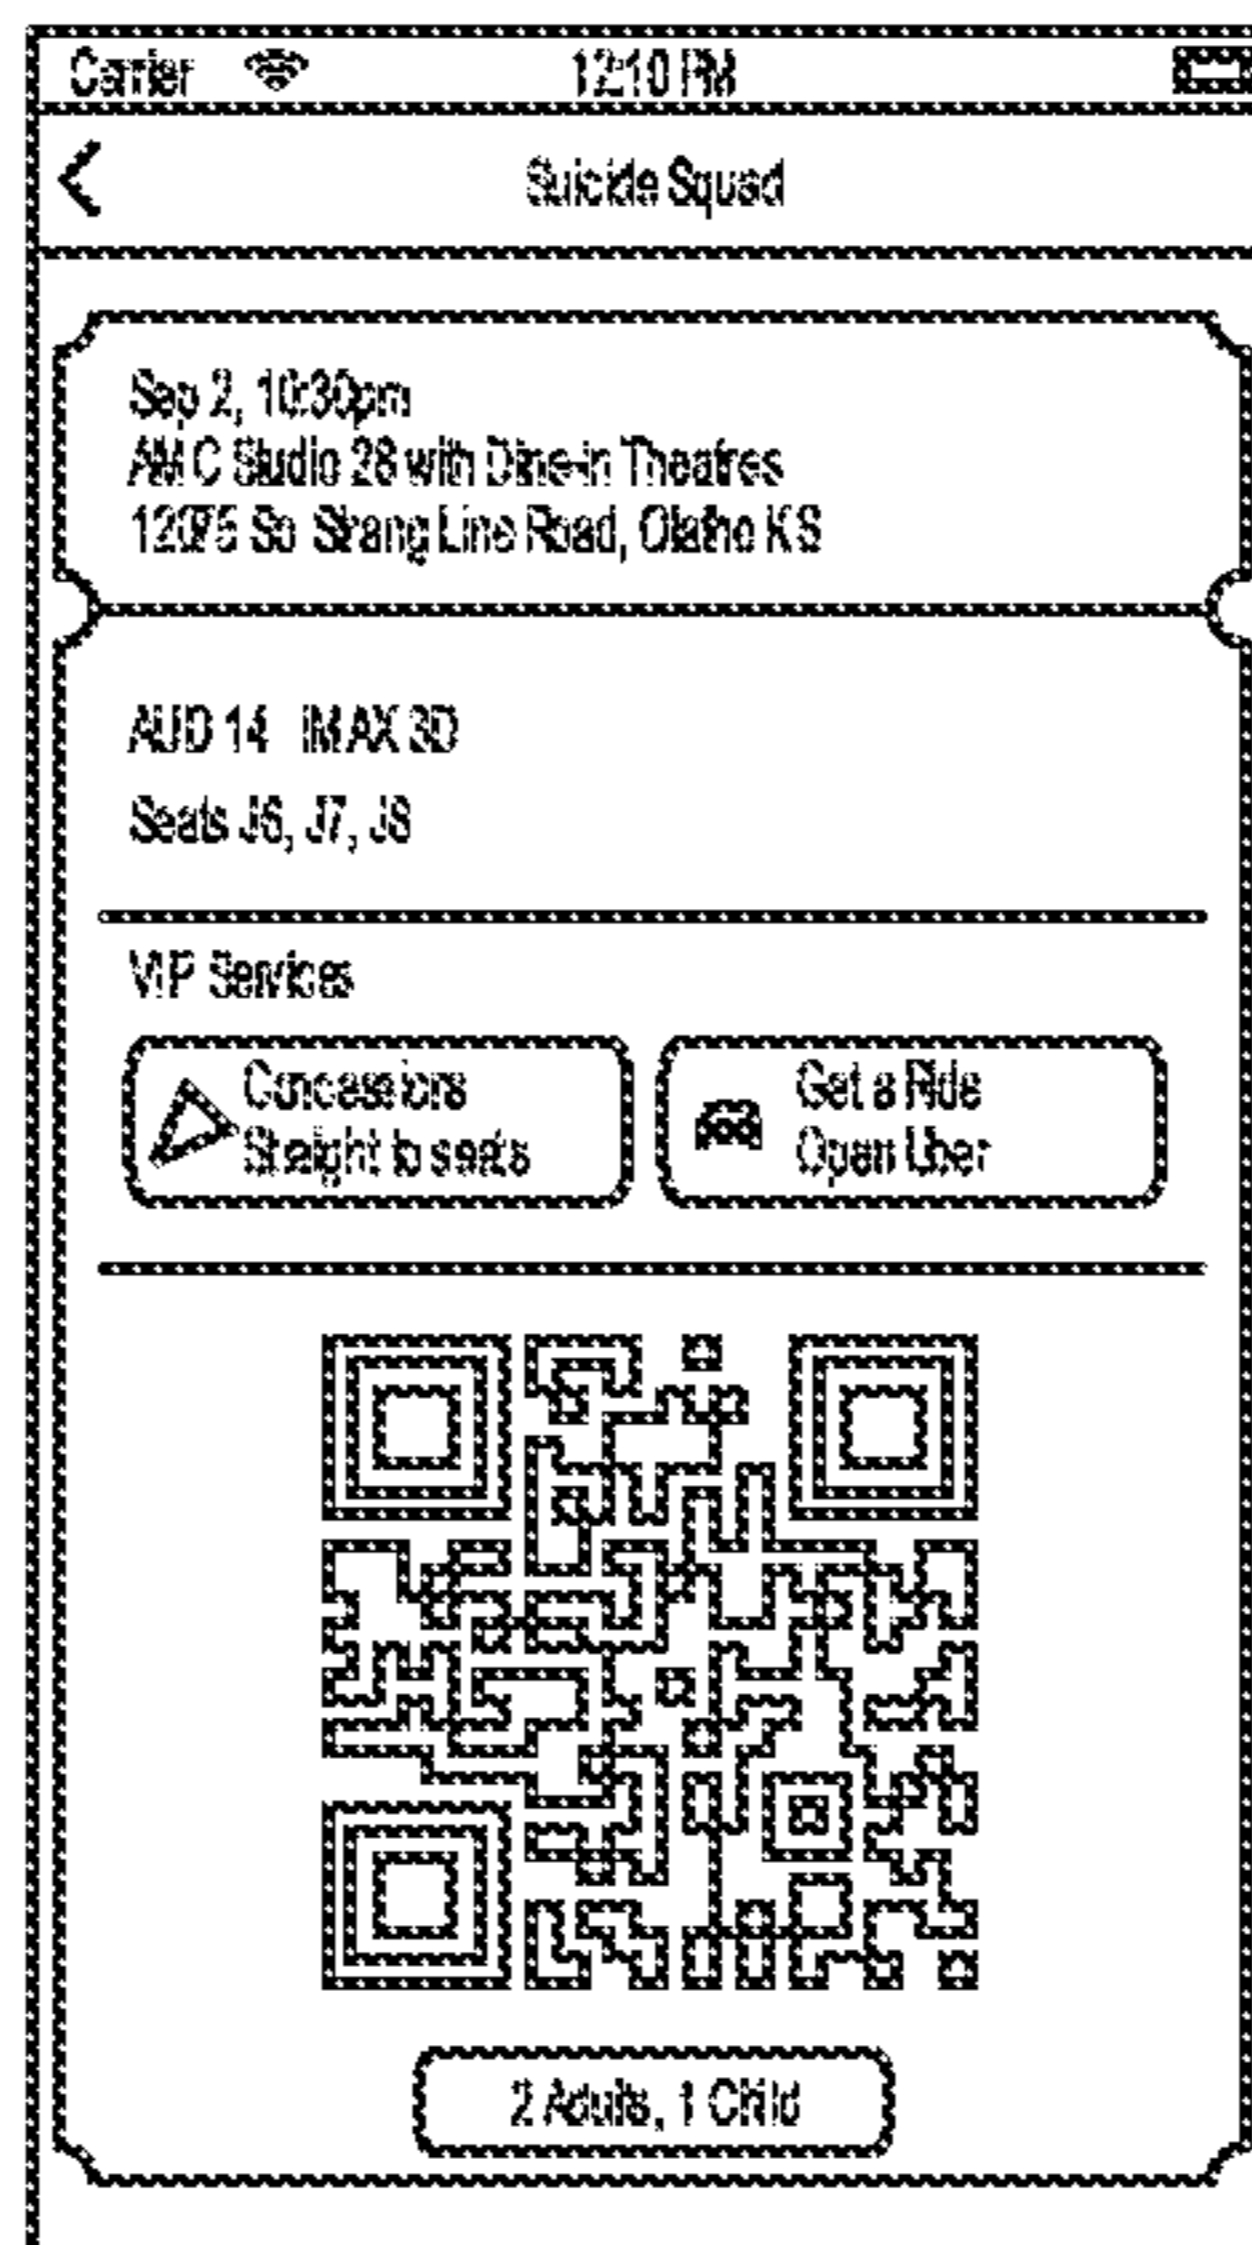 Carrier 12:10 PM
Suicide Squad
Sep 2, 10:30pm
AMC Studio 28 with Dine-in Theatres
12075 So Strang Line Road, Olathe KS
AUD 14 IMAX 3D
Seats J6, J7, J8
VIP Services
Concessions
Straight to seats
Get a Ride
Open Uber
2 Adults, 1 Child